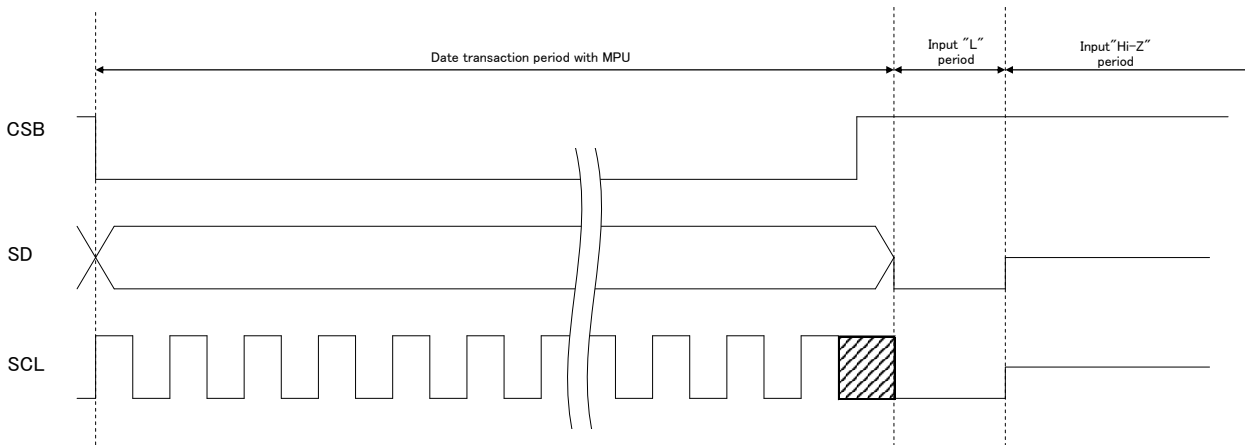 Date transaction period with MPU
Input "L"
period
Input"Hi-Z"
period
CSB
SD
SCL